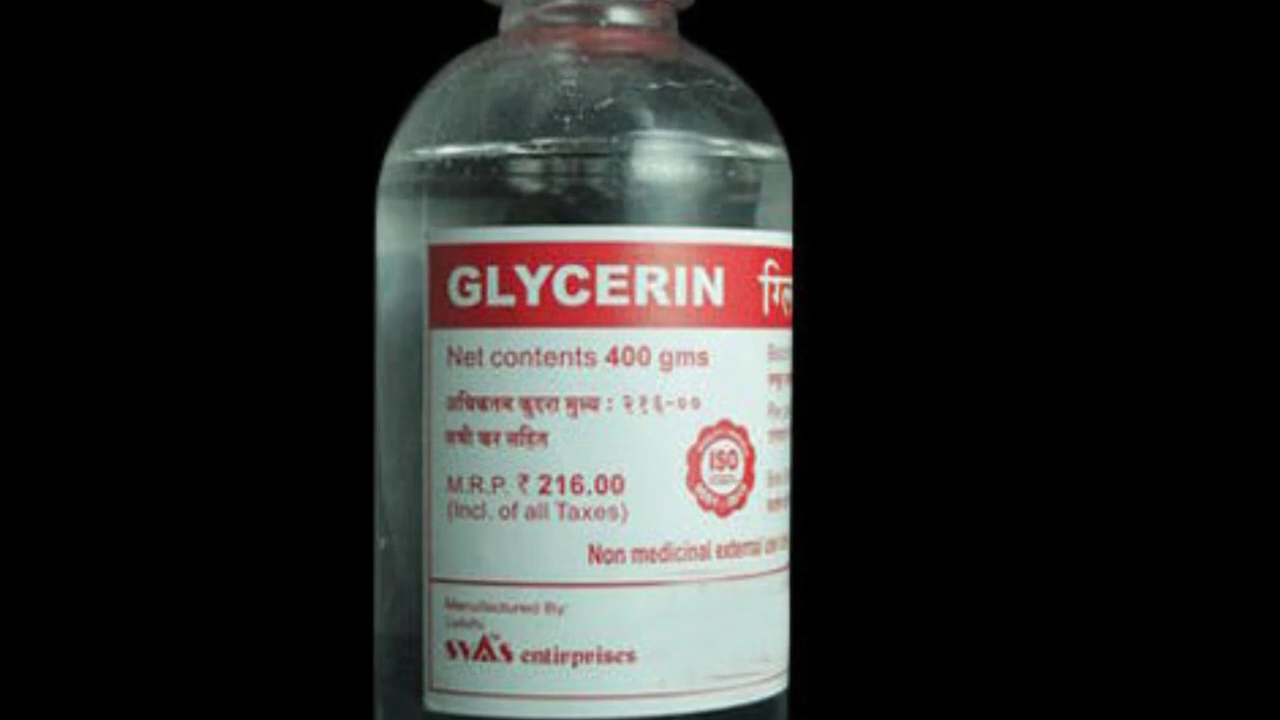 GLYCERIN ग्लि
Net contents 400 gms
अधिकतम खुदरा मुल्य : २१६-००
सभी कर सहित
M.R.P. ₹ 216.00
(Incl. of all Taxes)
ISO
Non medicinal external use
Manufactured By:
enterprises